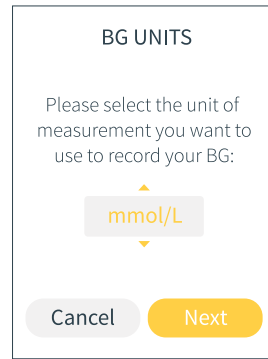 BG UNITS
Please select the unit of
measurement you want to
use to record your BG:
mmol/L
Cancel
Next